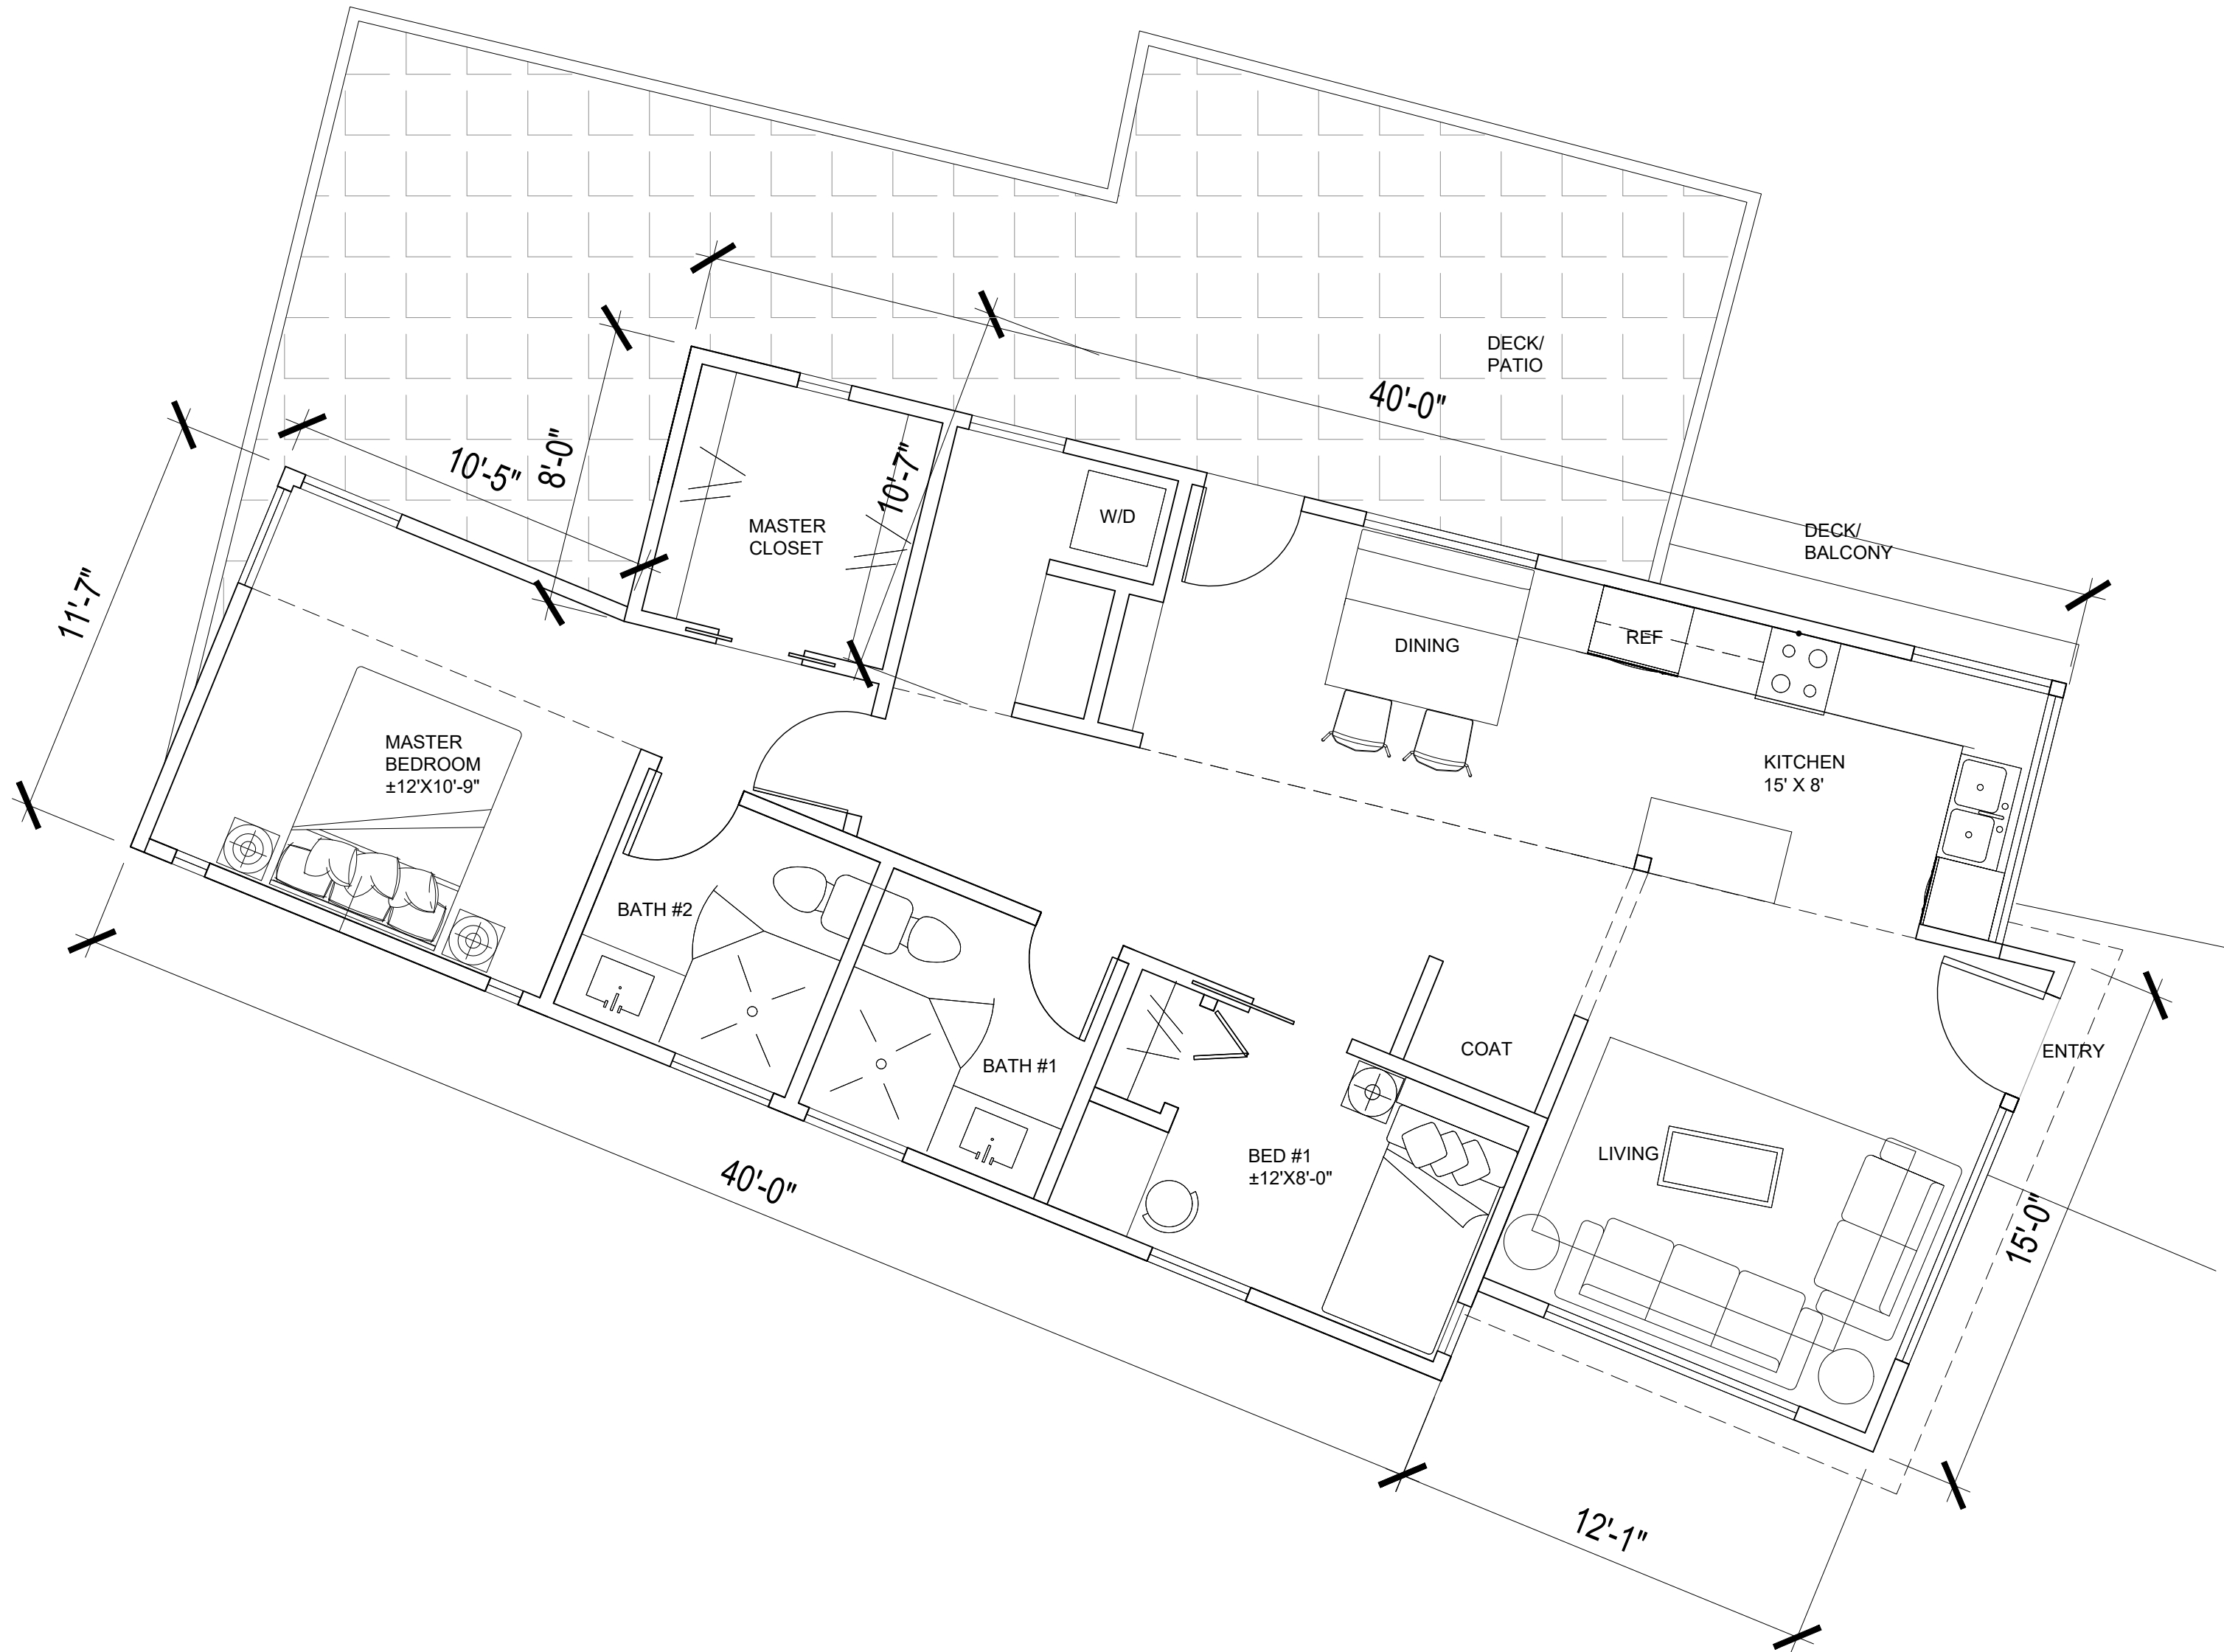 DECK/
PATIO
40'-0"
10'-5"
8'-0"
10'-7"
MASTER
CLOSET
W/D
DECK/
BALCONY
11'-7"
DINING
REF
MASTER
BEDROOM
±12'X10'-9"
KITCHEN
15' X 8'
BATH #2
BATH #1
COAT
ENTRY
BED #1
±12'X8'-0"
LIVING
40'-0"
15'-0"
12'-1"